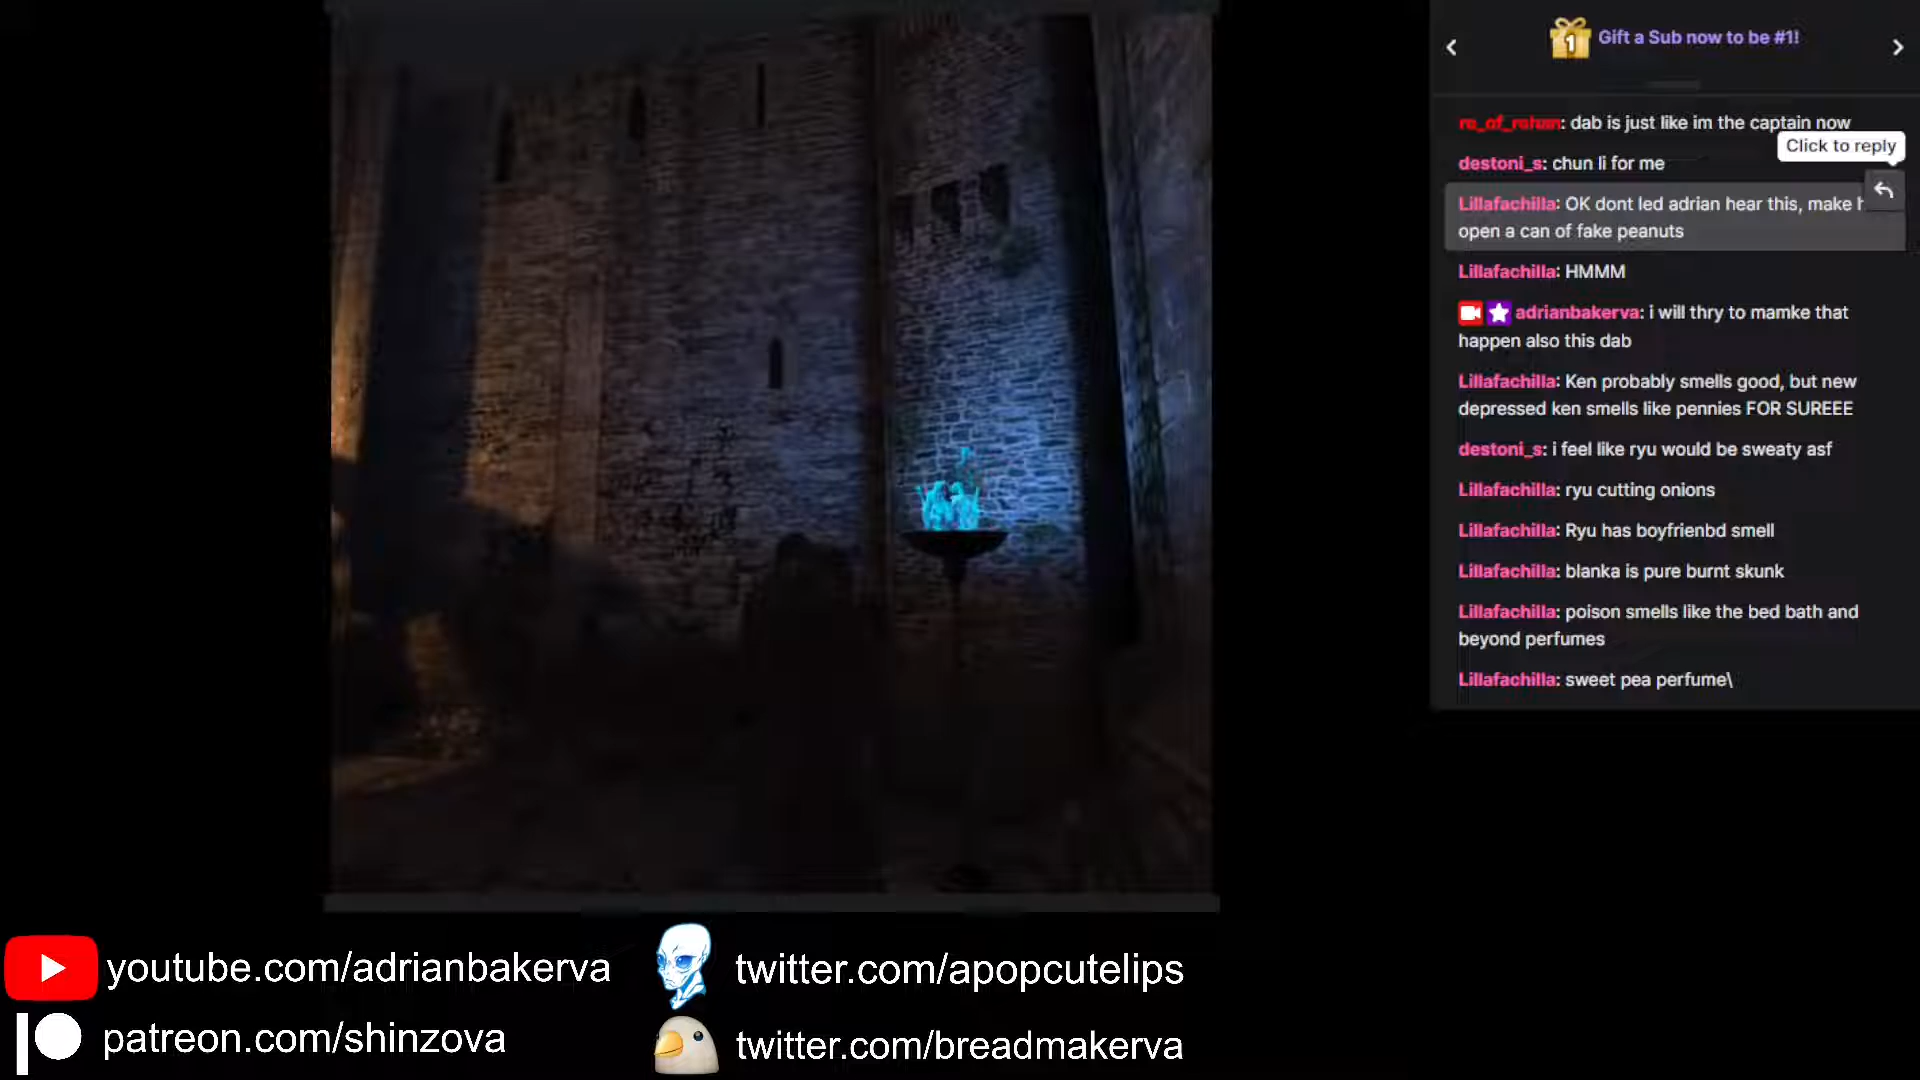 1 Gift a Sub now to be #1!
: dab is just like im the captain now
Click to reply
destoni_s: chun li for me
Lillafachilla: OK dont led adrian hear this, make
open a can of fake peanuts
Lillafachilla: HMMM
adrianbakerva: i will thry to mamke that
happen also this dab
Lillafachilla: Ken probably smells good, but new
depressed ken smells like pennies FOR SUREEE
destoni_s: i feel like ryu would be sweaty asf
Lillafachilla: ryu cutting onions
Lillafachilla: Ryu has boyfrienbd smell
Lillafachilla: blanka is pure burnt skunk
Lillafachilla: poison smells like the bed bath and
beyond perfumes
Lillafachilla: sweet pea perfume\
youtube.com/adrianbakerva
twitter.com/apopcutelips
patreon.com/shinzova
twitter.com/breadmakerva